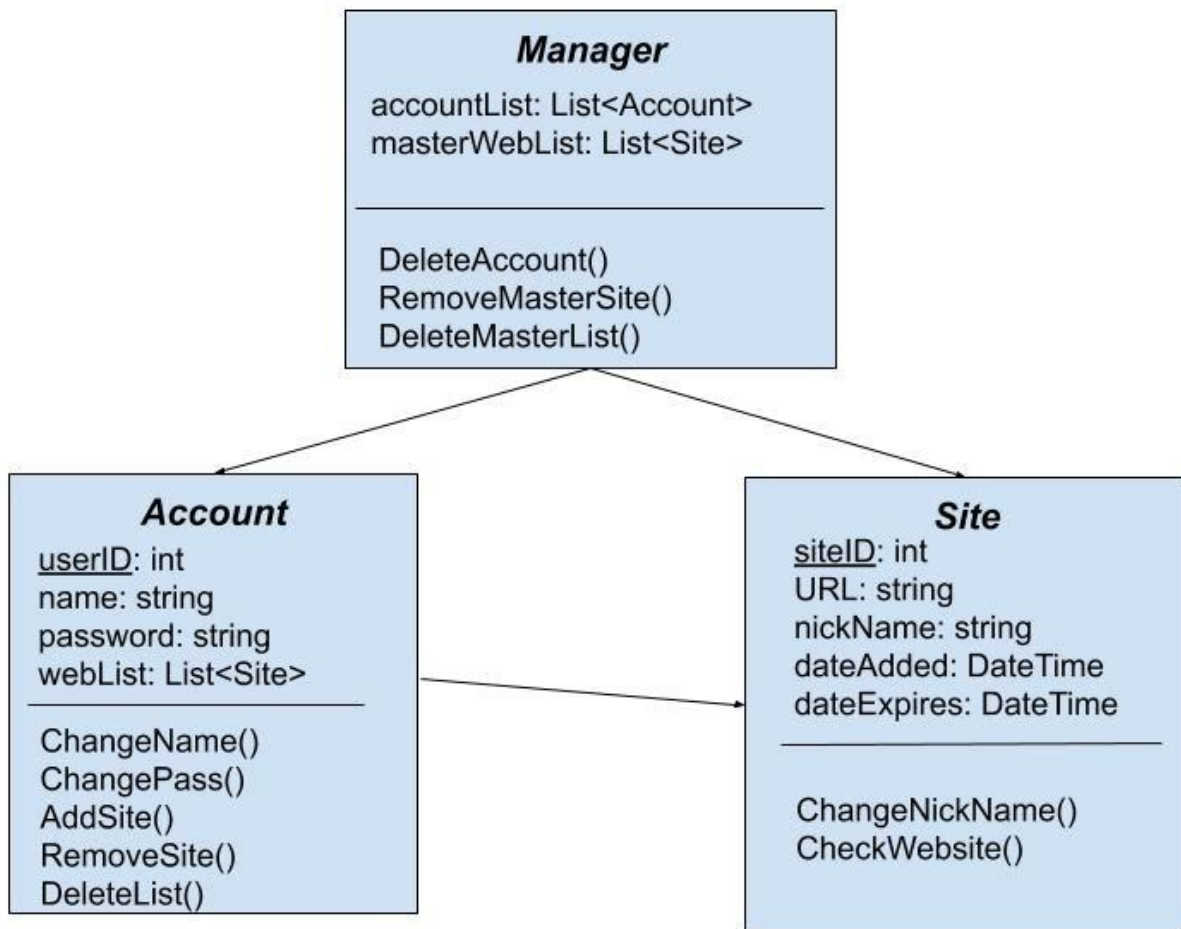 Manager
accountList: List<Account>
masterWebList: List<Site>
DeleteAccount()
RemoveMasterSite()
DeleteMasterList()
Account
userID: int
name: string
password: string
webList: List<Site>
ChangeName()
ChangePass()
AddSite()
RemoveSite()
DeleteList()
Site
siteID: int
URL: string
nickName: string
dateAdded: DateTime
dateExpires: DateTime
ChangeNickName()
CheckWebsite()